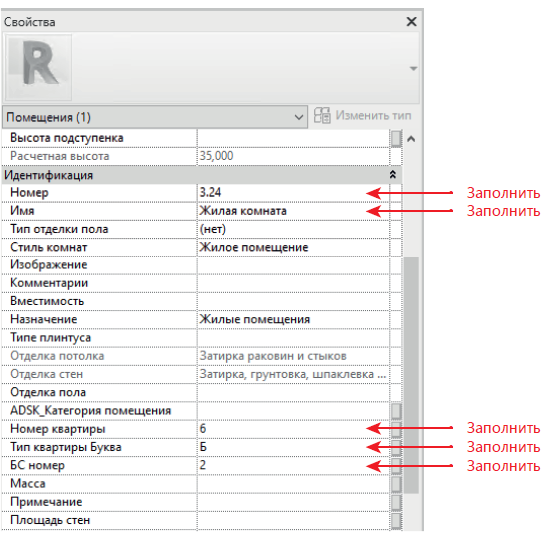 Свойства
R
Помещения (1) Изменить тип
Высота подступенка
Расчетная высота 35,000
Идентификация
Номер 3.24 Заполнить
Имя Жилая комната Заполнить
Тип отделки пола (нет)
Стиль комнат Жилое помещение
Изображение
Комментарии
Вместимость
Назначение Жилые помещения
Типе плинтуса
Отделка потолка Затирка раковин и стыков
Отделка стен Затирка, грунтовка, шпаклевка ...
Отделка пола
ADSK_Категория помещения
Номер квартиры 6 Заполнить
Тип квартиры Буква Б Заполнить
БС номер 2 Заполнить
Масса
Примечание
Площадь стен